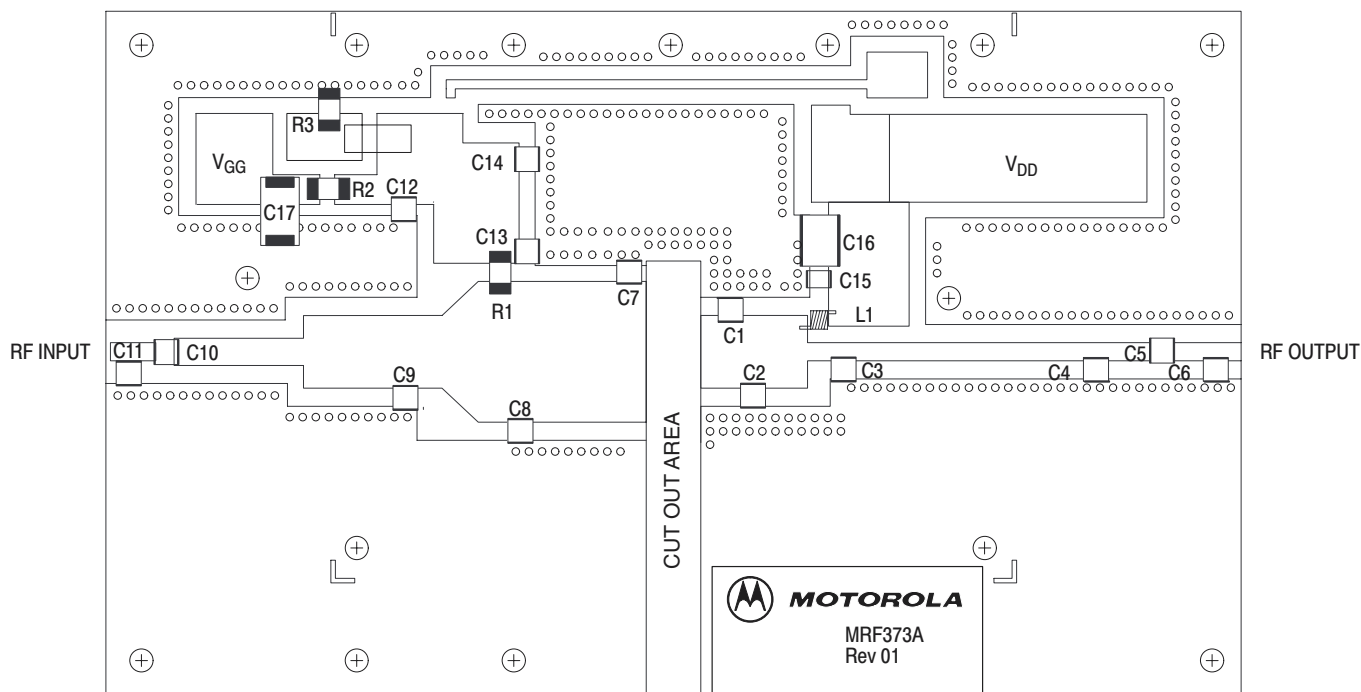 R3
C14
VGG
VDD
R2
C12
C17
C13
C16
C7
C15
R1
L1
C1
RF INPUT
C11
C10
C5
RF OUTPUT
C9
C2
C3
C4
C6
C8
CUT OUT AREA
MOTOROLA
MRF373A
Rev 01